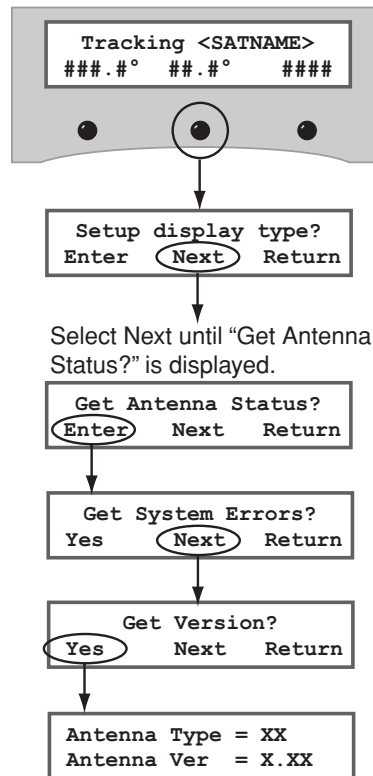 Tracking <SATNAME>
###.#° ##.#° ####
Setup display type?
Enter Next Return
Select Next until “Get Antenna
Status?” is displayed.
Get Antenna Status?
Enter Next Return
Get System Errors?
Yes Next Return
Get Version?
Yes Next Return
Antenna Type = XX
Antenna Ver = X.XX